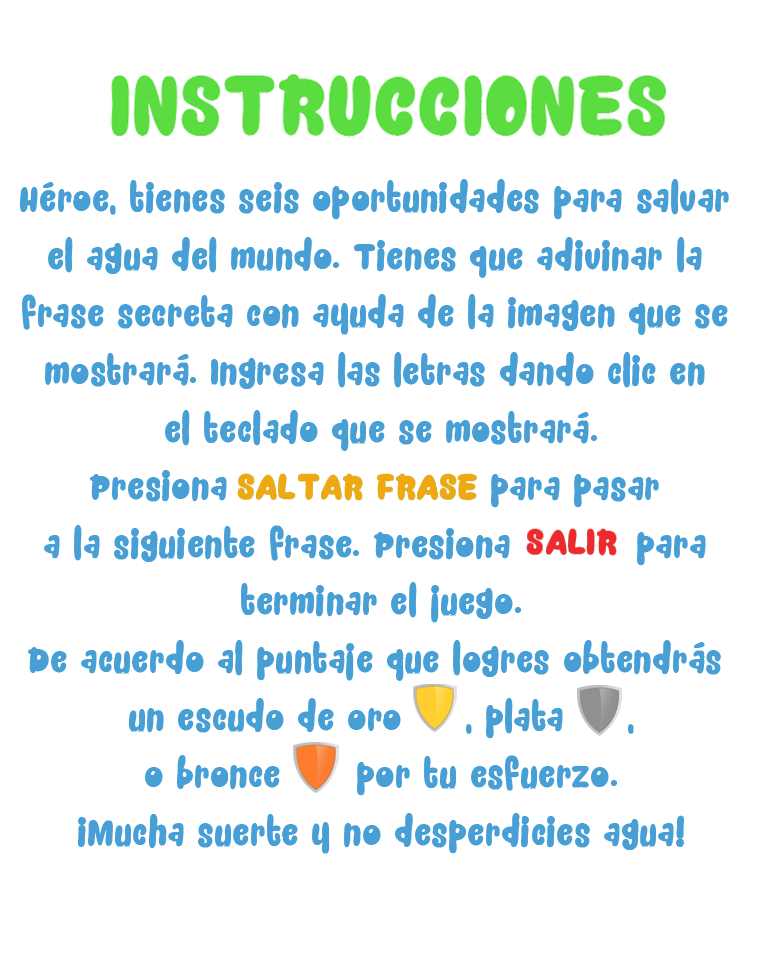 INSTRUCCIONES
Héroe, tienes seis oportunidades para salvar
el agua del mundo. Tienes que adivinar la
frase secreta con ayuda de la imagen que se
mostrará. Ingresa las letras dando clic en
el teclado que se mostrará.
Presiona SALTAR FRASE para pasar
a la siguiente frase. Presiona SALIR para
terminar el juego.
De acuerdo al puntaje que logres obtendrás
un escudo de oro , plata ,
o bronce por tu esfuerzo.
¡Mucha suerte y no desperdicies agua!